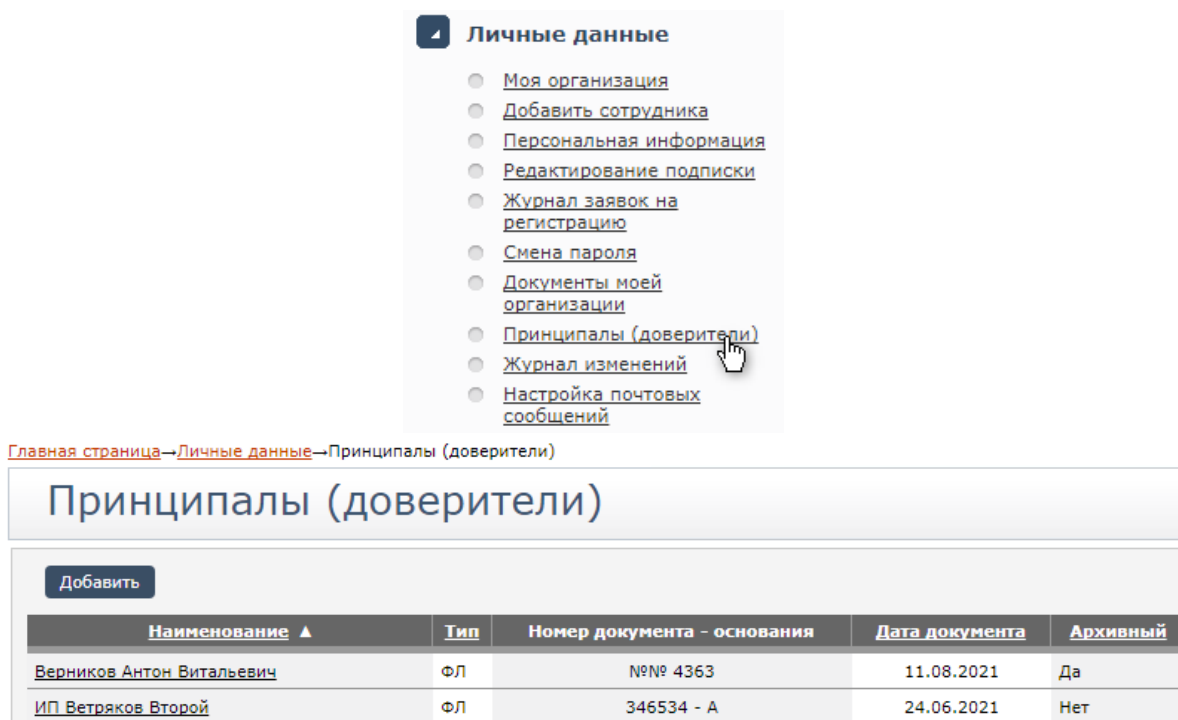 Личные данные
Моя организация
Добавить сотрудника
Персональная информация
Редактирование подписки
Журнал заявок на
регистрацию
Смена пароля
Документы моей
организации
Принципалы (доверители)
Журнал изменений
Настройка почтовых
сообщений
Главная страница→Личные данные→Принципалы (доверители)
Принципалы (доверители)
Добавить
Наименование ▲ Тип Номер документа - основания Дата документа Архивный
Верников Антон Витальевич ФЛ №№ 4363 11.08.2021 Да
ИП Ветряков Второй ФЛ 346534 - А 24.06.2021 Нет